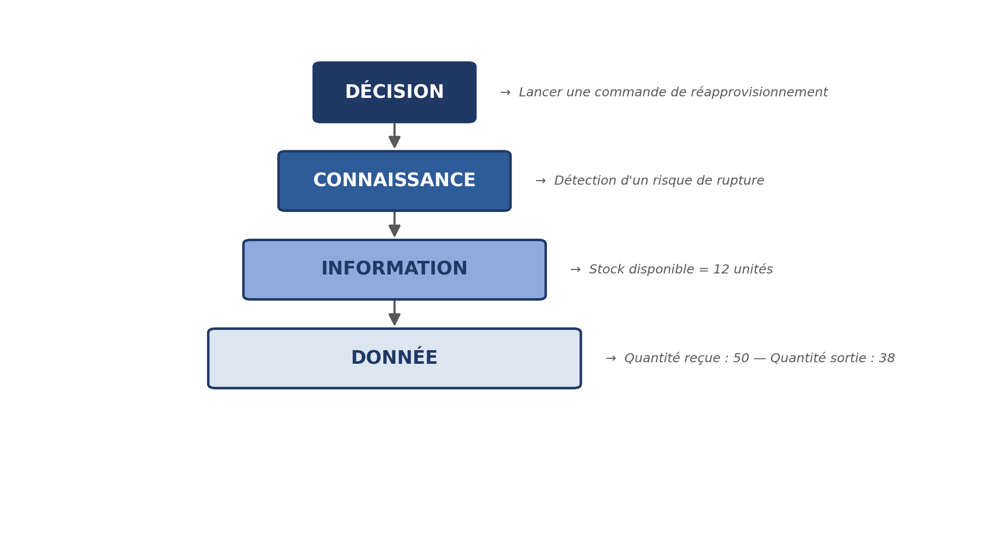 DÉCISION
→ Lancer une commande de réapprovisionnement
CONNAISSANCE
→ Détection d'un risque de rupture
INFORMATION
→ Stock disponible = 12 unités
DONNÉE
→ Quantité reçue : 50 — Quantité sortie : 38